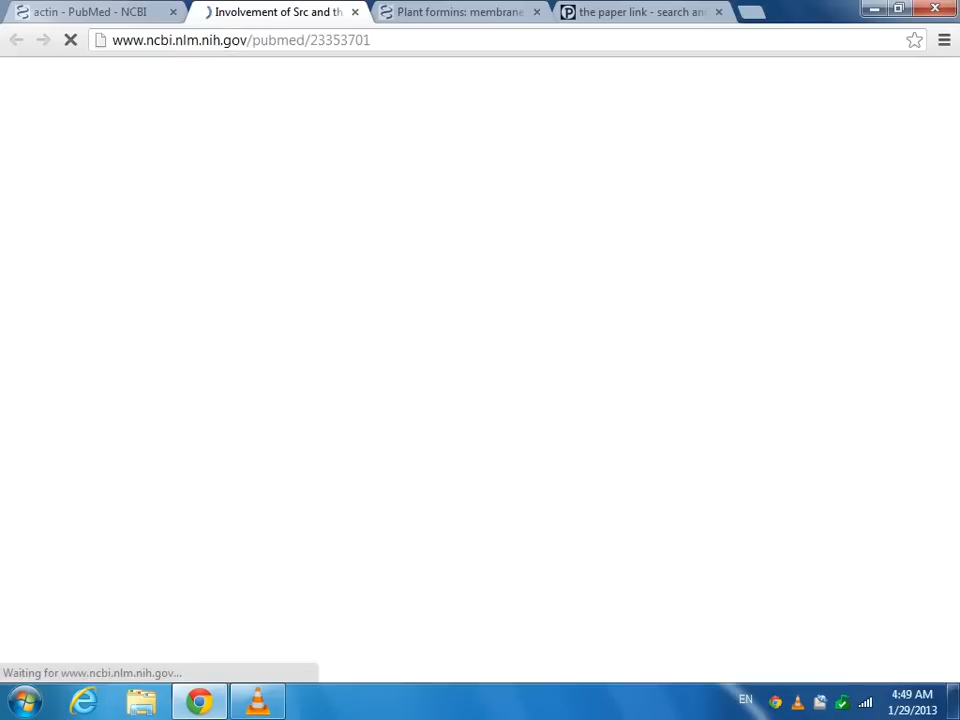 actin - PubMed - NCBI
Involvement of Src and th
Plant formins: membrane
the paper link - search an
www.ncbi.nlm.nih.gov/pubmed/23353701
Waiting for www.ncbi.nlm.nih.gov...
EN
4:49 AM
1/29/2013